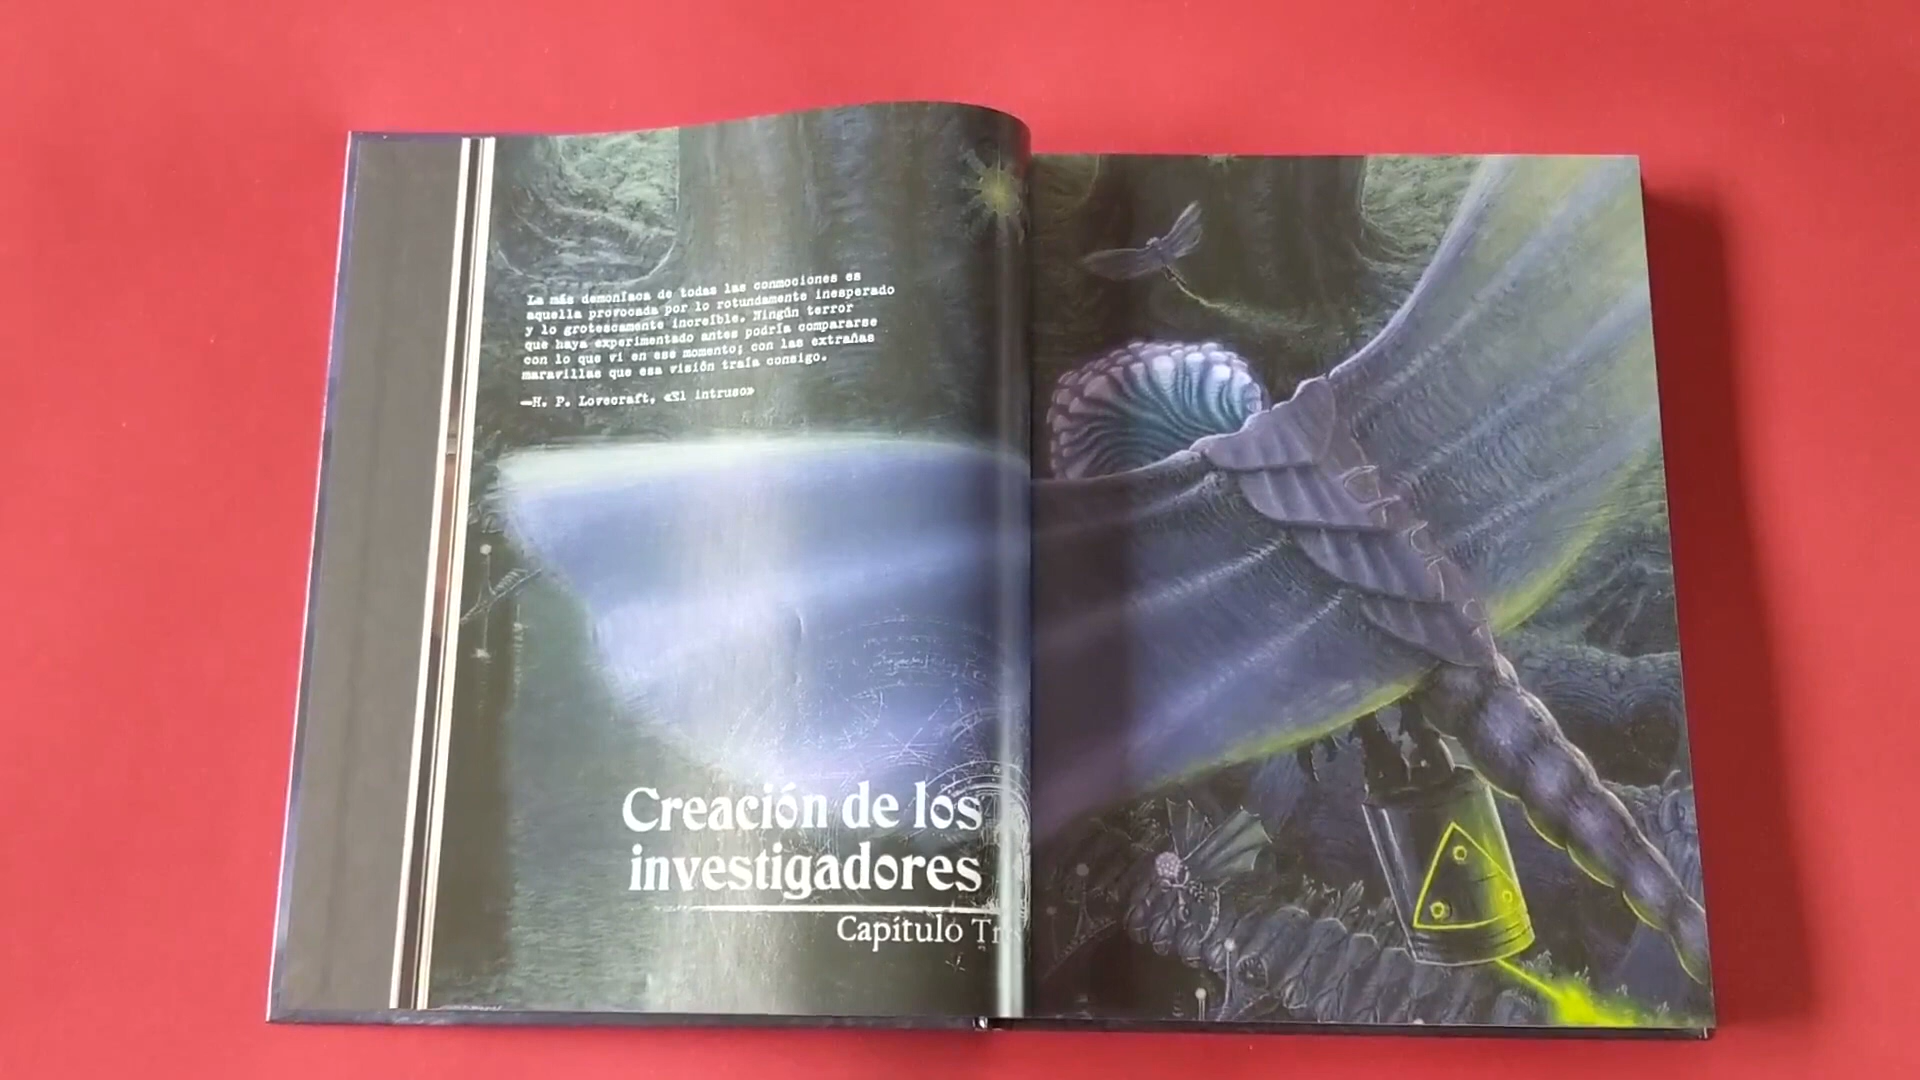 La más demoníaca de todas las conmociones es
aquella provocada por lo rotundamente inesperado
y lo grotescamente increíble. Ningún terror
que haya experimentado antes podría compararse
con lo que vi en ese momento; con las extrañas
maravillas que esa visión traía consigo.
—H. P. Lovecraft, «El intruso»
Creación de los
investigadores
Capítulo